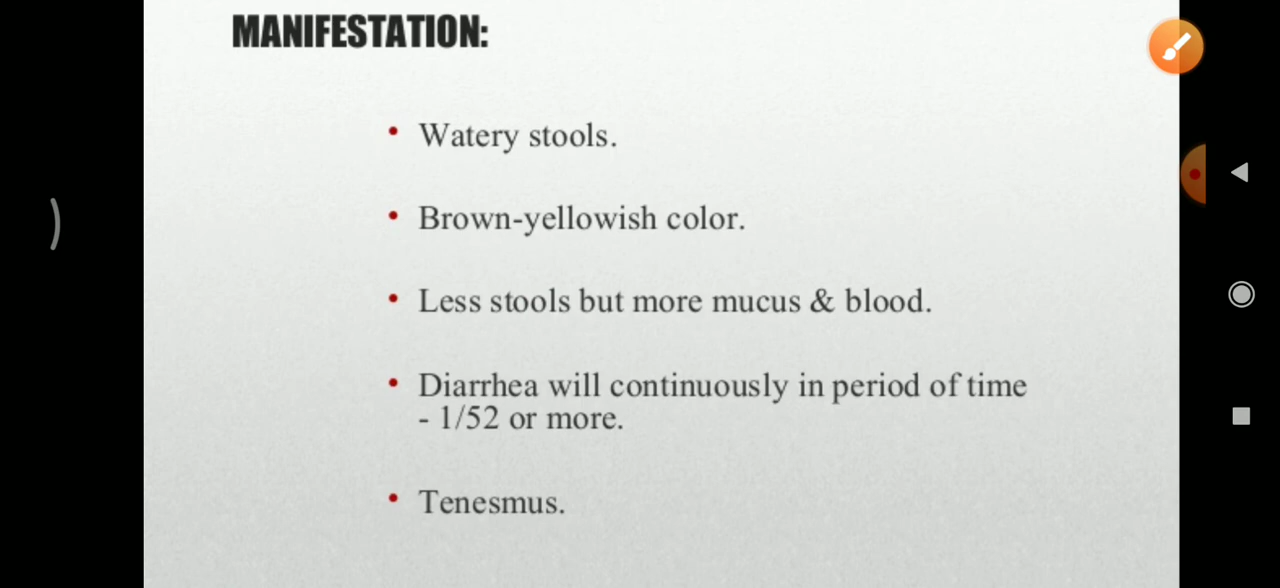 MANIFESTATION:
• Watery stools.
• Brown-yellowish color.
• Less stools but more mucus & blood.
• Diarrhea will continuously in period of time
- 1/52 or more.
• Tenesmus.